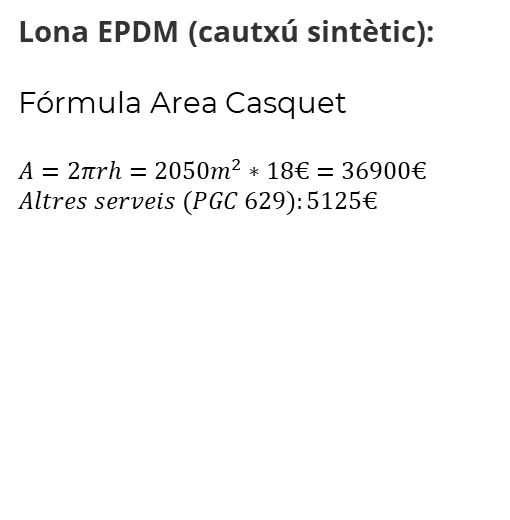 Lona EPDM (cautxú sintètic):
Fórmula Area Casquet
A = 2πrh = 2050m² * 18€ = 36900€
Altres serveis (PGC 629): 5125€